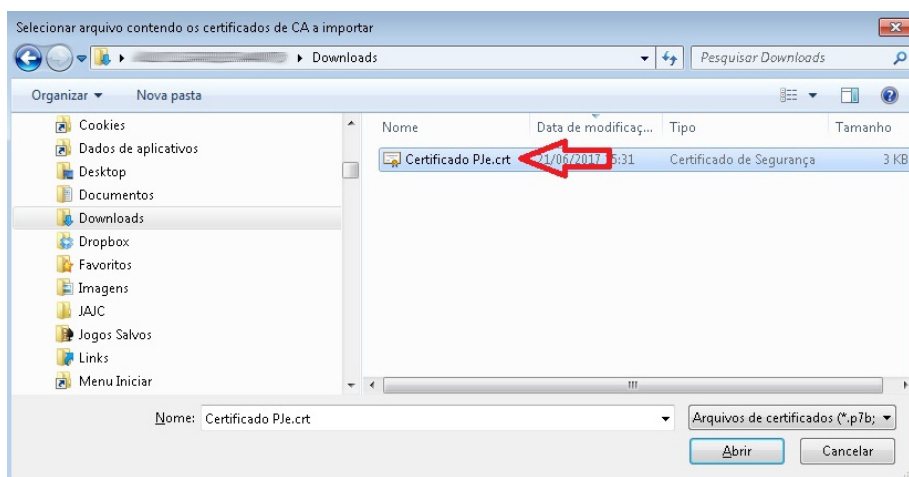 Selecionar arquivo contendo os certificados de CA a importar
Downloads
Pesquisar Downloads
Organizar
Nova pasta
Cookies
Dados de aplicativos
Desktop
Documentos
Downloads
Dropbox
Favoritos
Imagens
JAJC
Jogos Salvos
Links
Menu Iniciar
Nome Data de modificaç... Tipo Tamanho
Certificado PJe.crt 21/06/2017 15:31 Certificado de Segurança 3 KB
Nome: Certificado PJe.crt
Arquivos de certificados (*.p7b;
Abrir
Cancelar